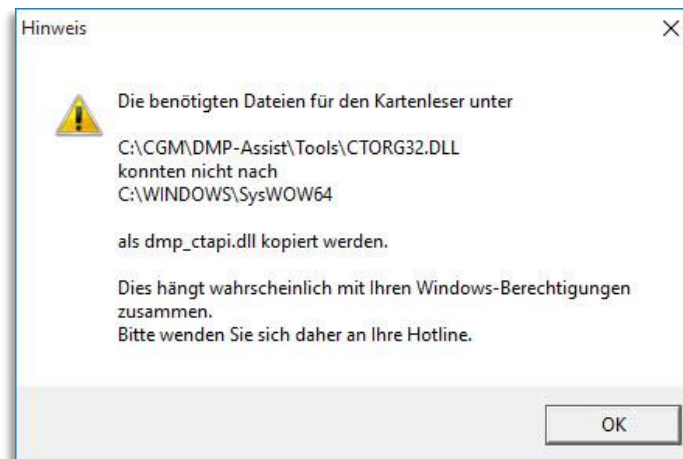 Hinweis
Die benötigten Dateien für den Kartenleser unter
C:\CGM\DMP-Assist\Tools\CTORG32.DLL
konnten nicht nach
C:\WINDOWS\SysWOW64
als dmp_ctapi.dll kopiert werden.
Dies hängt wahrscheinlich mit Ihren Windows-Berechtigungen
zusammen.
Bitte wenden Sie sich daher an Ihre Hotline.
OK